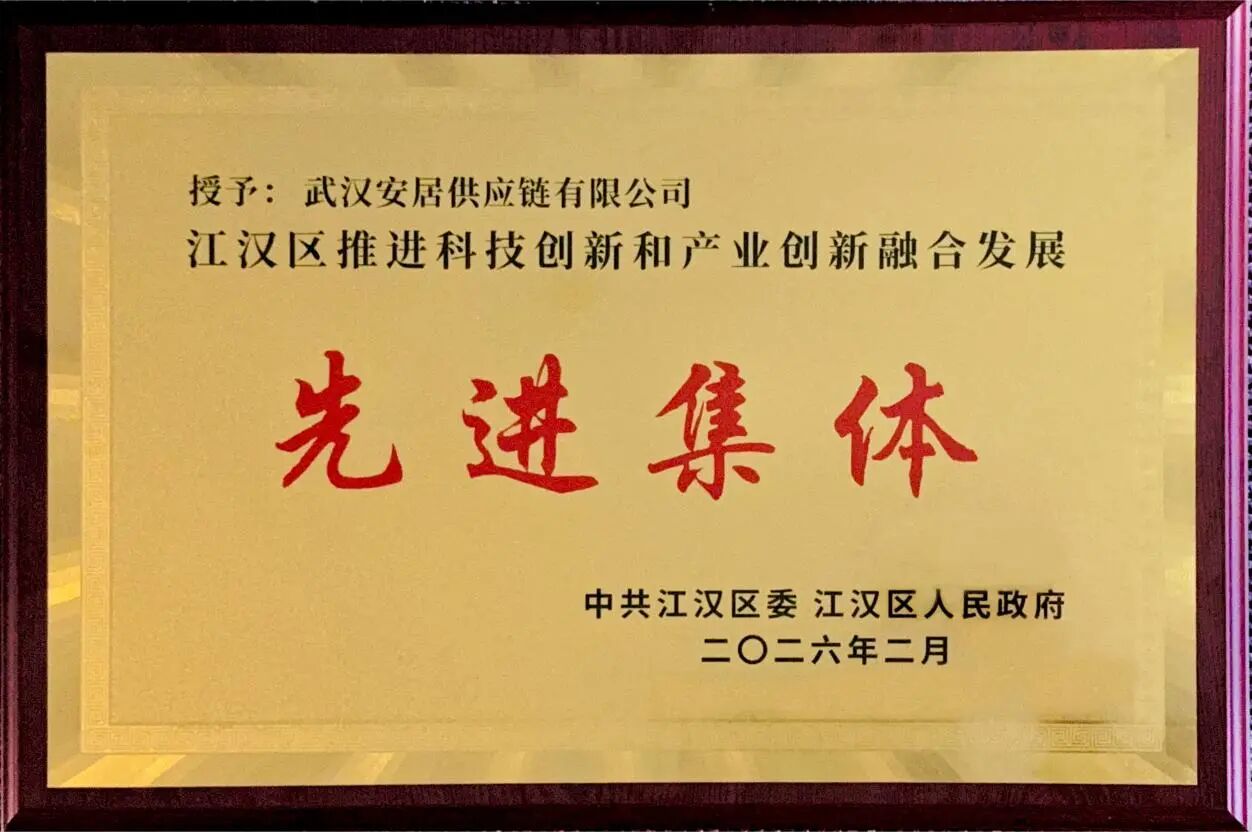 授予：武汉安居供应链有限公司
江汉区推进科技创新和产业创新融合发展
先进集体
中共江汉区委 江汉区人民政府
二〇二六年二月